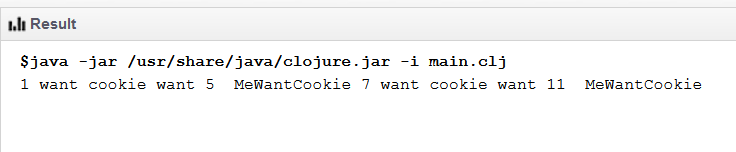 Result
$java -jar /usr/share/java/clojure.jar -i main.clj
1 want cookie want 5  MeWantCookie 7 want cookie want 11  MeWantCookie